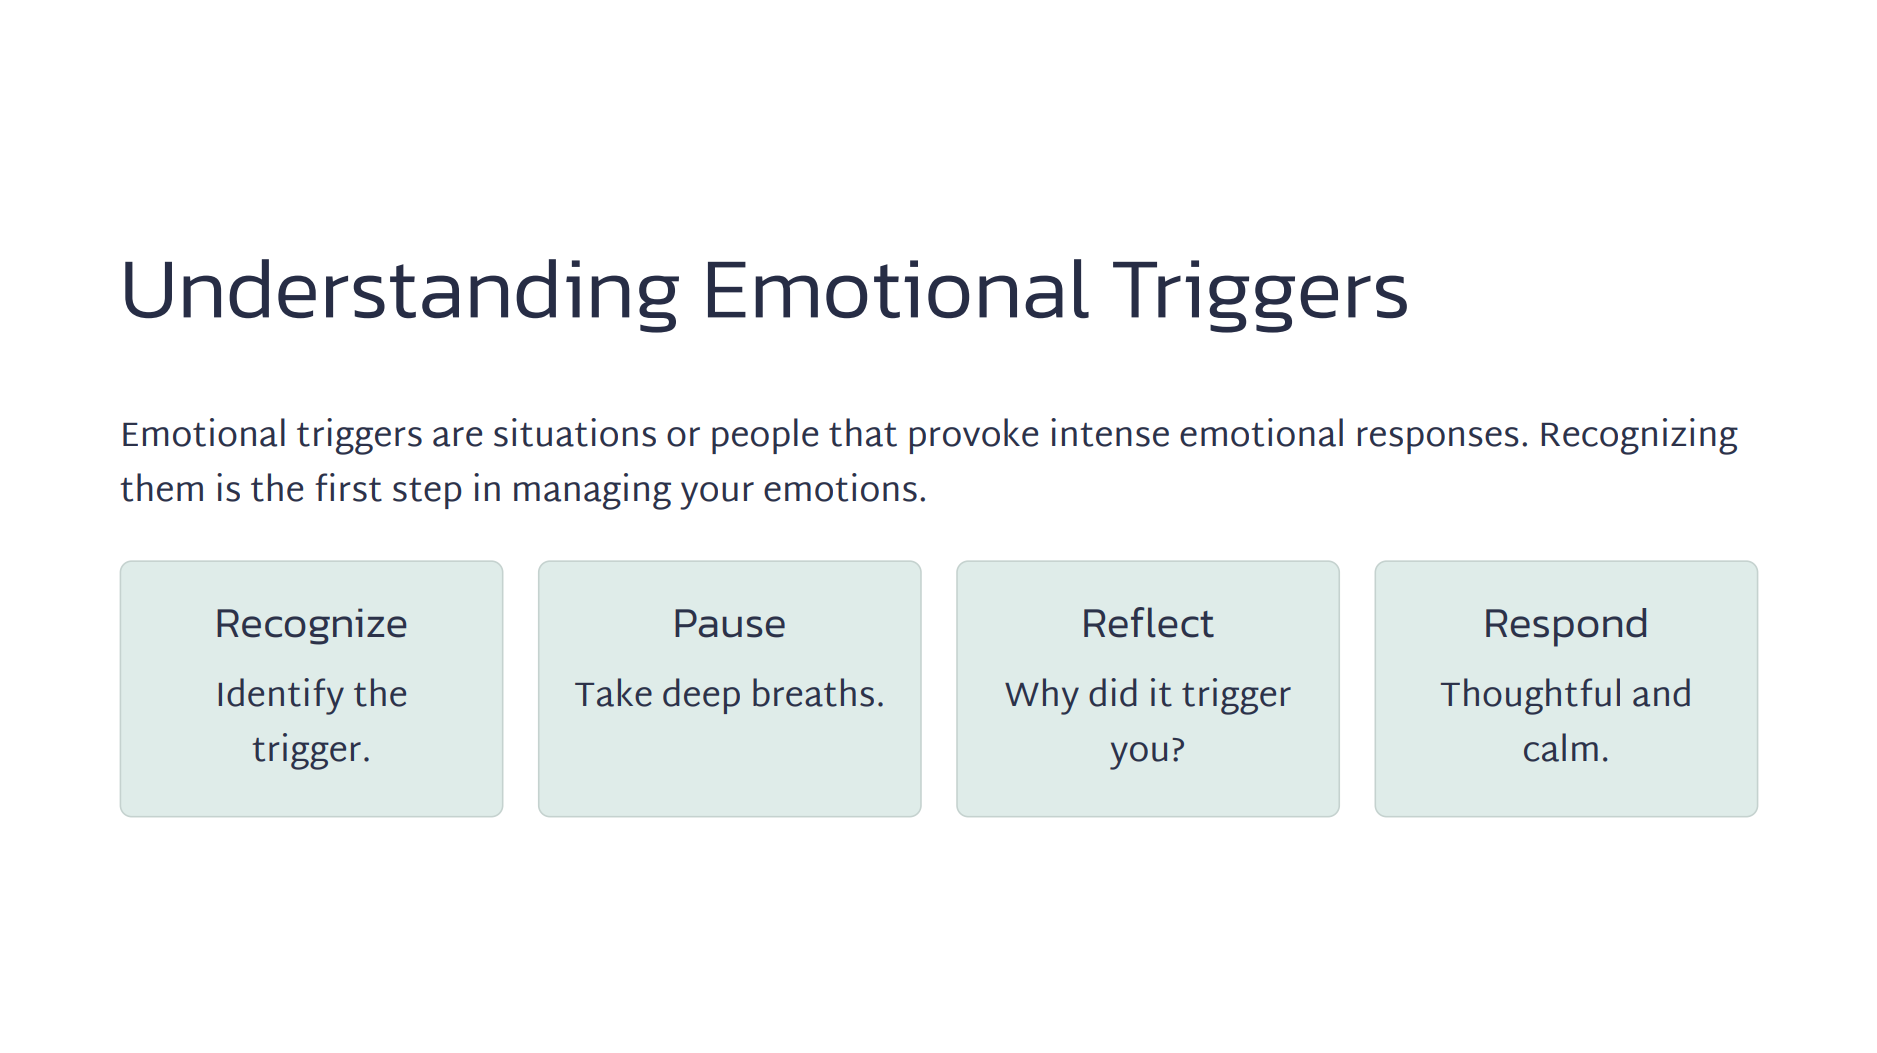 Understanding Emotional Triggers
Emotional triggers are situations or people that provoke intense emotional responses. Recognizing
them is the first step in managing your emotions.
Recognize
Identify the
trigger.
Pause
Take deep breaths.
Reflect
Why did it trigger
you?
Respond
Thoughtful and
calm.